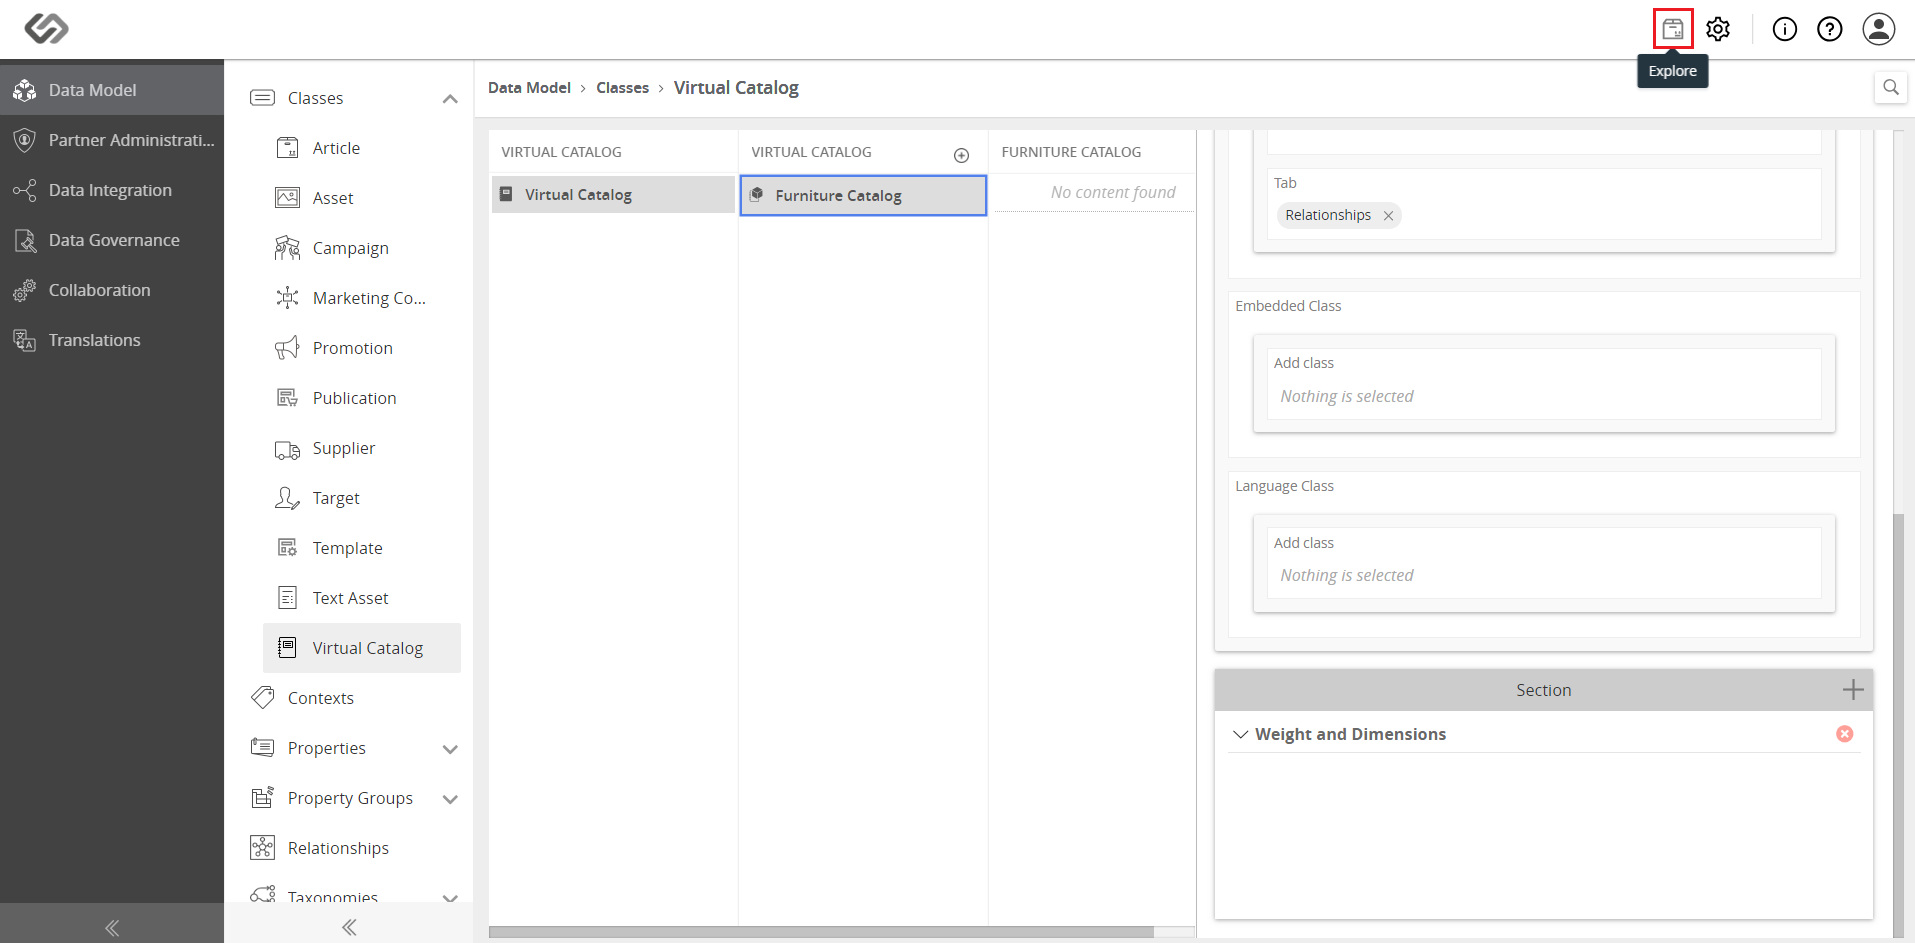 Explore
Data Model
Partner Administrati...
Data Integration
Data Governance
Collaboration
Translations
Classes
Article
Asset
Campaign
Marketing Co...
Promotion
Publication
Supplier
Target
Template
Text Asset
Virtual Catalog
Contexts
Properties
Property Groups
Relationships
Taxonomies
Data Model › Classes › Virtual Catalog
VIRTUAL CATALOG
Virtual Catalog
VIRTUAL CATALOG
Furniture Catalog
FURNITURE CATALOG
No content found
Tab
Relationships
Embedded Class
Add class
Nothing is selected
Language Class
Add class
Nothing is selected
Section
Weight and Dimensions